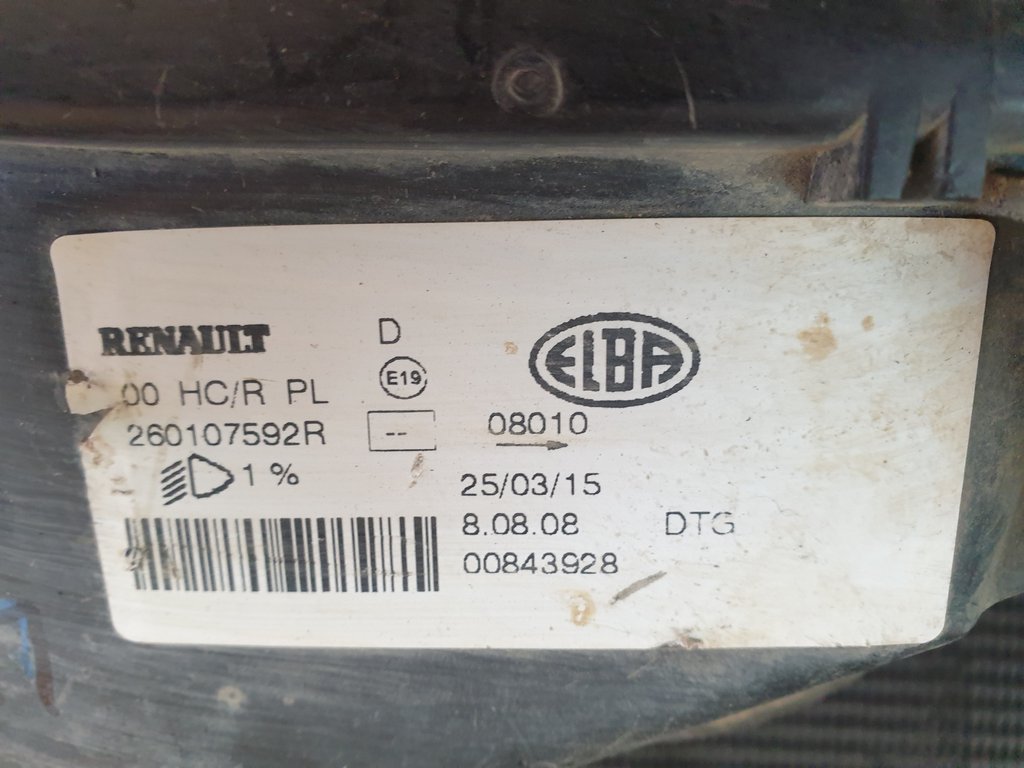 RENAULT D ELBA
00 HC/R PL E19
260107592R -- 08010
1 % 25/03/15
8.08.08 DTG
00843928